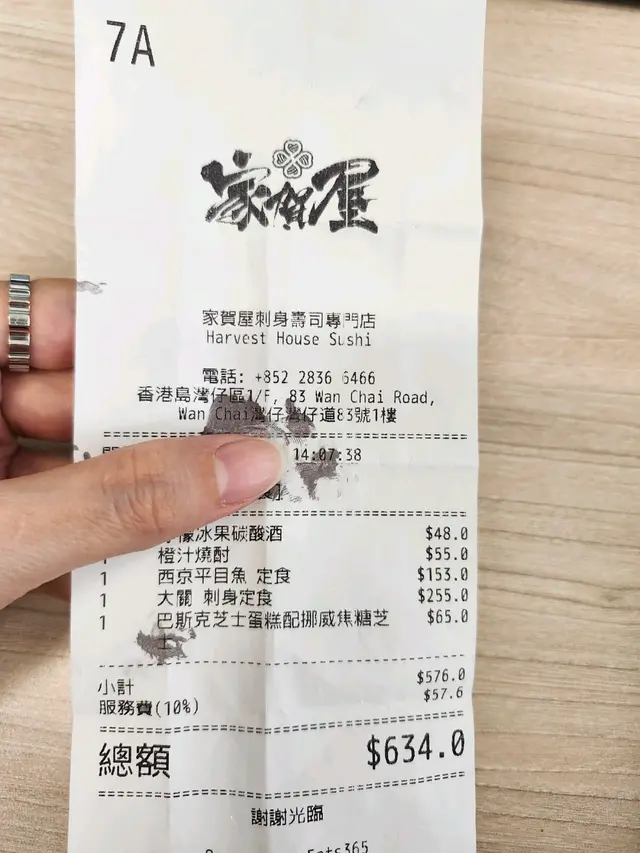 7A
家賀屋
家賀屋刺身壽司專門店
Harvest House Sushi
電話: +852 2836 6466
香港島灣仔區1/F, 83 Wan Chai Road,
Wan Chai灣仔灣仔道83號1樓
14:07:38
檬冰果碳酸酒 $48.0
1 橙汁燒酎 $55.0
1 西京平目魚 定食 $153.0
1 大關 刺身定食 $255.0
1 巴斯克芝士蛋糕配挪威焦糖芝 $65.0
士
小計 $576.0
服務費(10%) $57.6
總額 $634.0
謝謝光臨